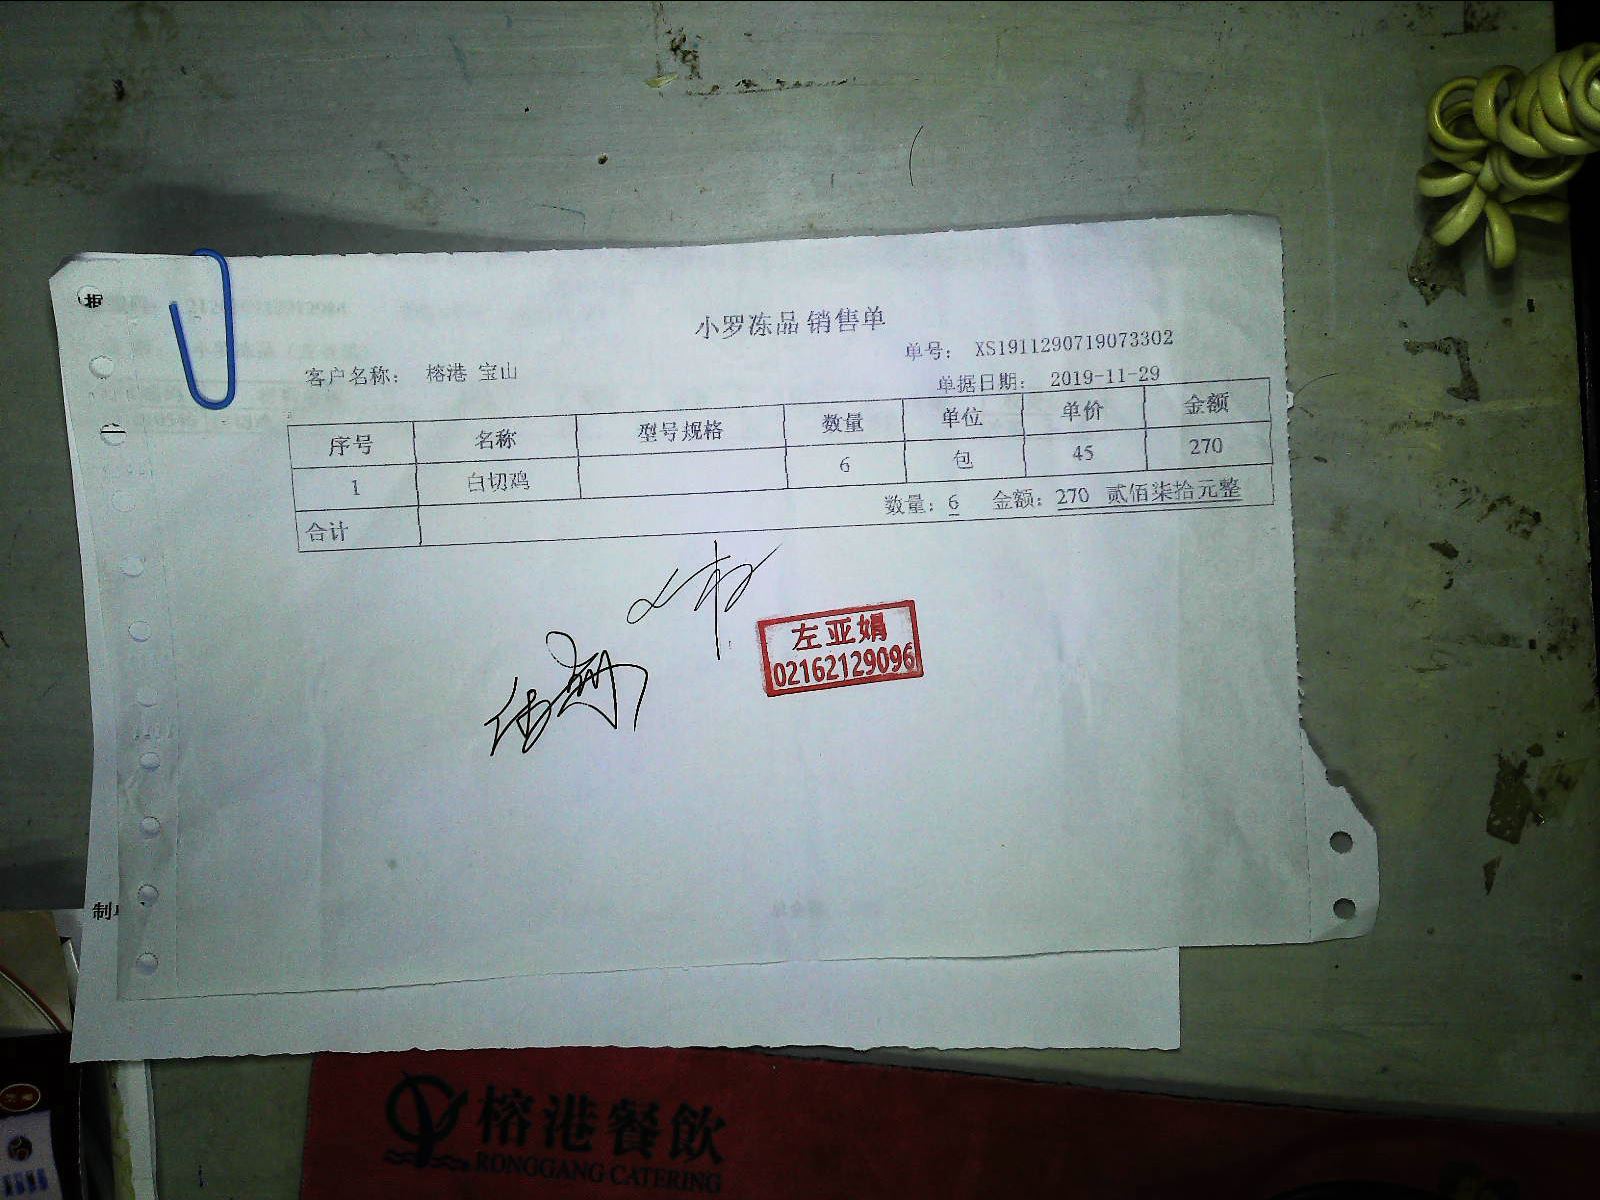 小罗冻品 销售单
单号: XS1911290719073302
客户名称: 榕港 宝山
单据日期: 2019-11-29
序号 名称 型号规格 数量 单位 单价 金额
1 白切鸡 6 包 45 270
合计 数量: 6 金额: 270 贰佰柒拾元整
左亚娟
02162129096
制
榕港餐飲
RONGGANG CATERING